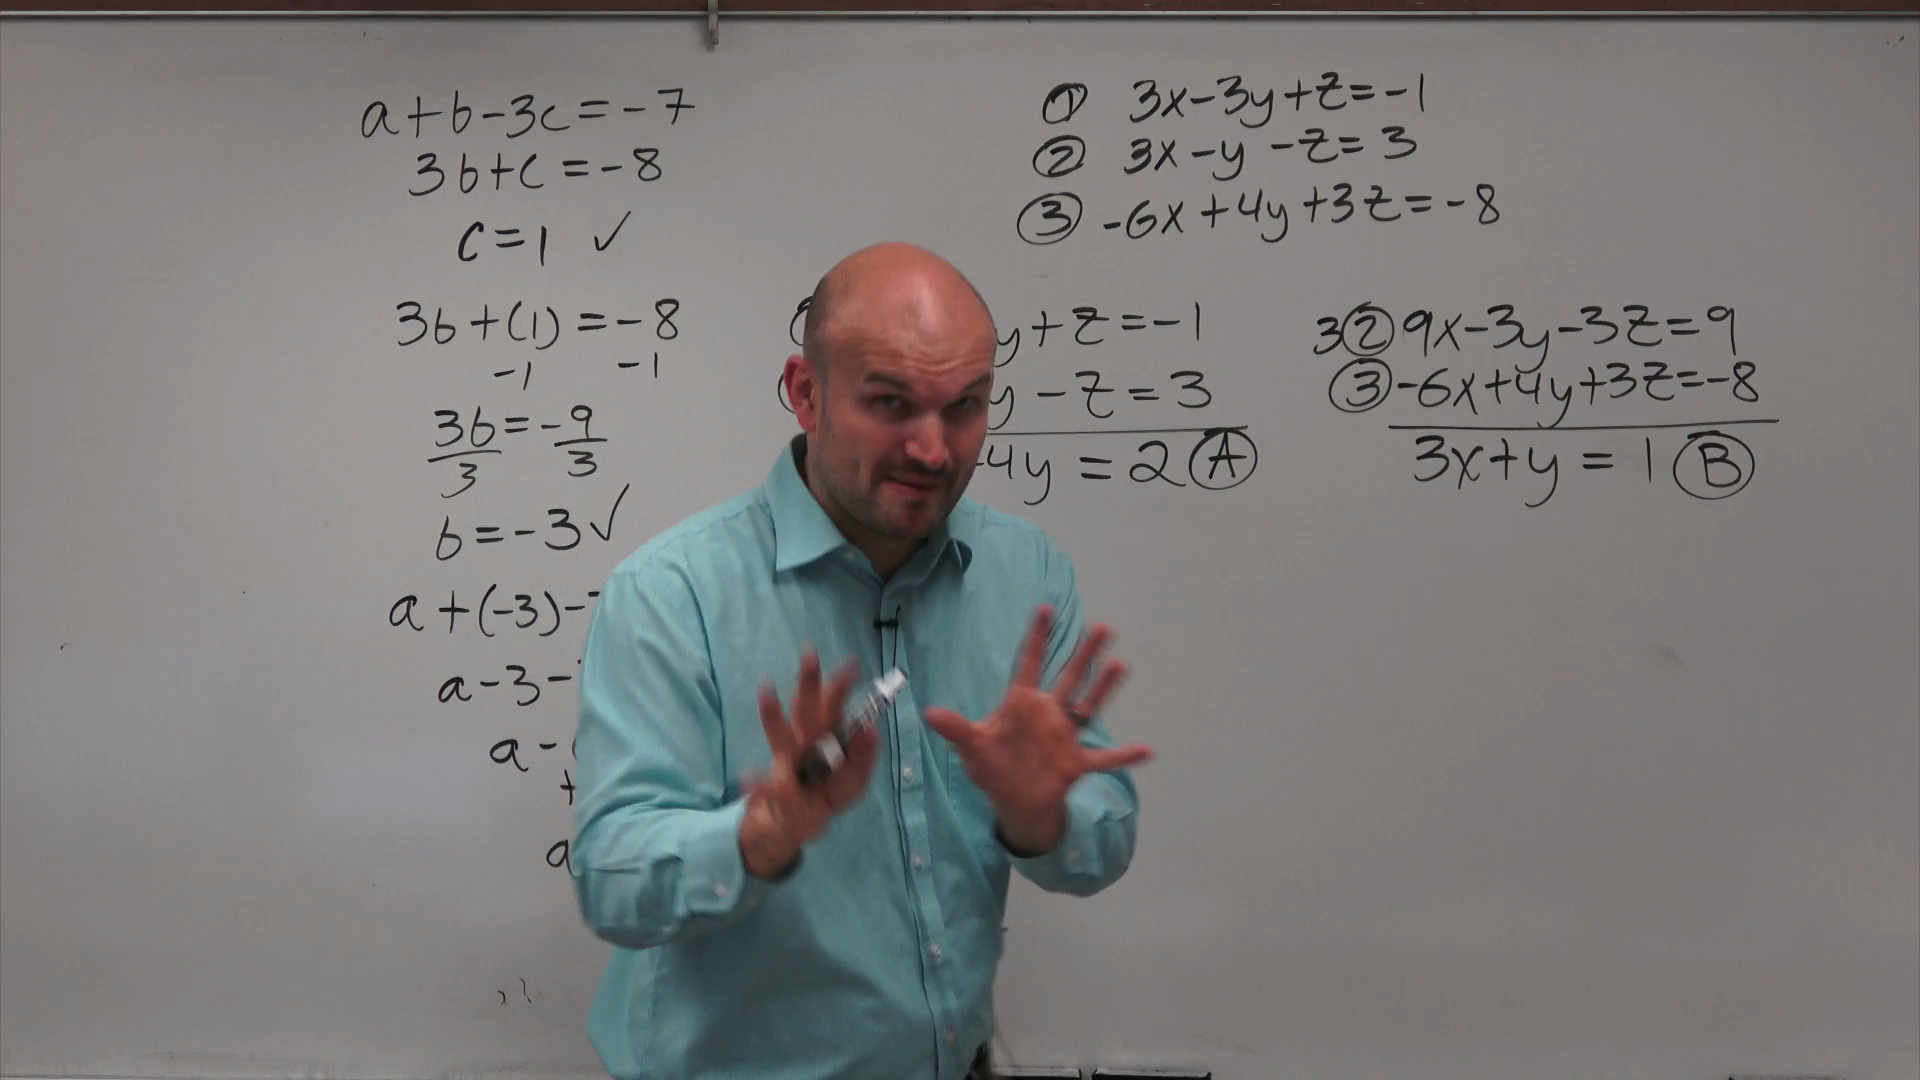 a+b-3c=-7
3b+c=-8
c=1 ✓
3b+(1)=-8
-1 -1
3b=-9
3 3
b=-3✓
a+(-3)-
a-3-
a-
+
a
① 3x-3y+z=-1
② 3x-y-z=3
③ -6x+4y+3z=-8
y+z=-1
y-z=3
4y=2 Ⓐ
3② 9x-3y-3z=9
③ -6x+4y+3z=-8
3x+y=1 Ⓑ